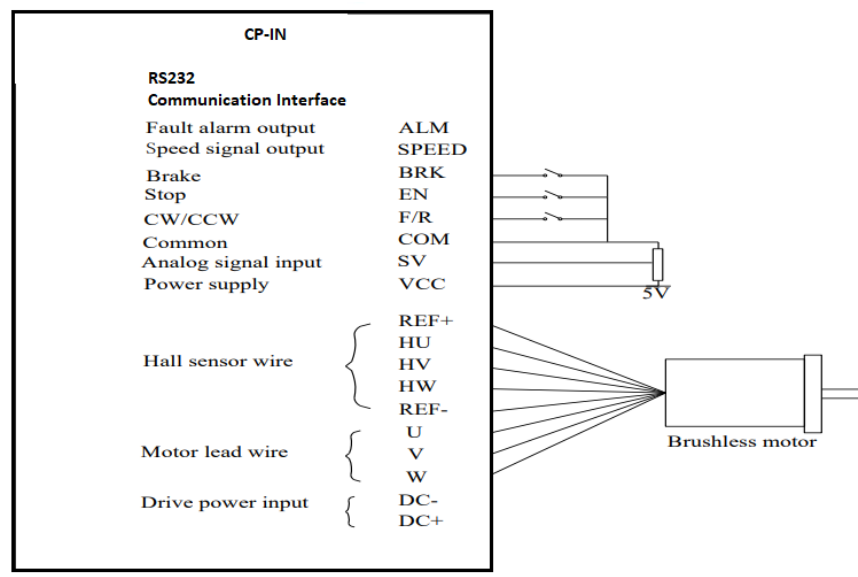 CP-IN
RS232
Communication Interface
Fault alarm output ALM
Speed signal output SPEED
Brake BRK
Stop EN
CW/CCW F/R
Common COM
Analog signal input SV
Power supply VCC
5V
REF+
HU
Hall sensor wire HV
HW
REF-
U
Motor lead wire V
W
Drive power input DC-
DC+
Brushless motor